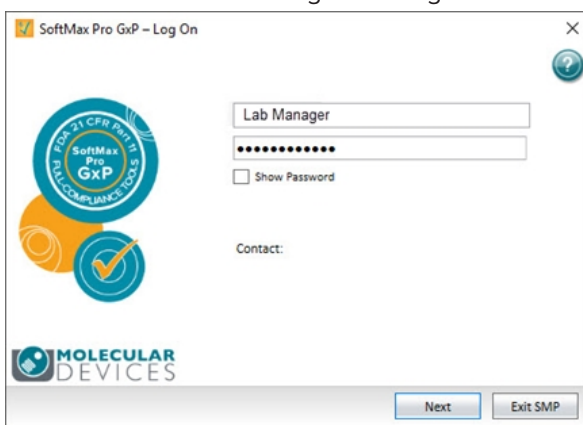 SoftMax Pro GxP – Log On
?
FDA 21 CFR Part 11
SoftMax
Pro
GxP
FULL-COMPLIANCE TOOLS
Lab Manager
••••••••••••
Show Password
Contact:
MOLECULAR
DEVICES
Next
Exit SMP